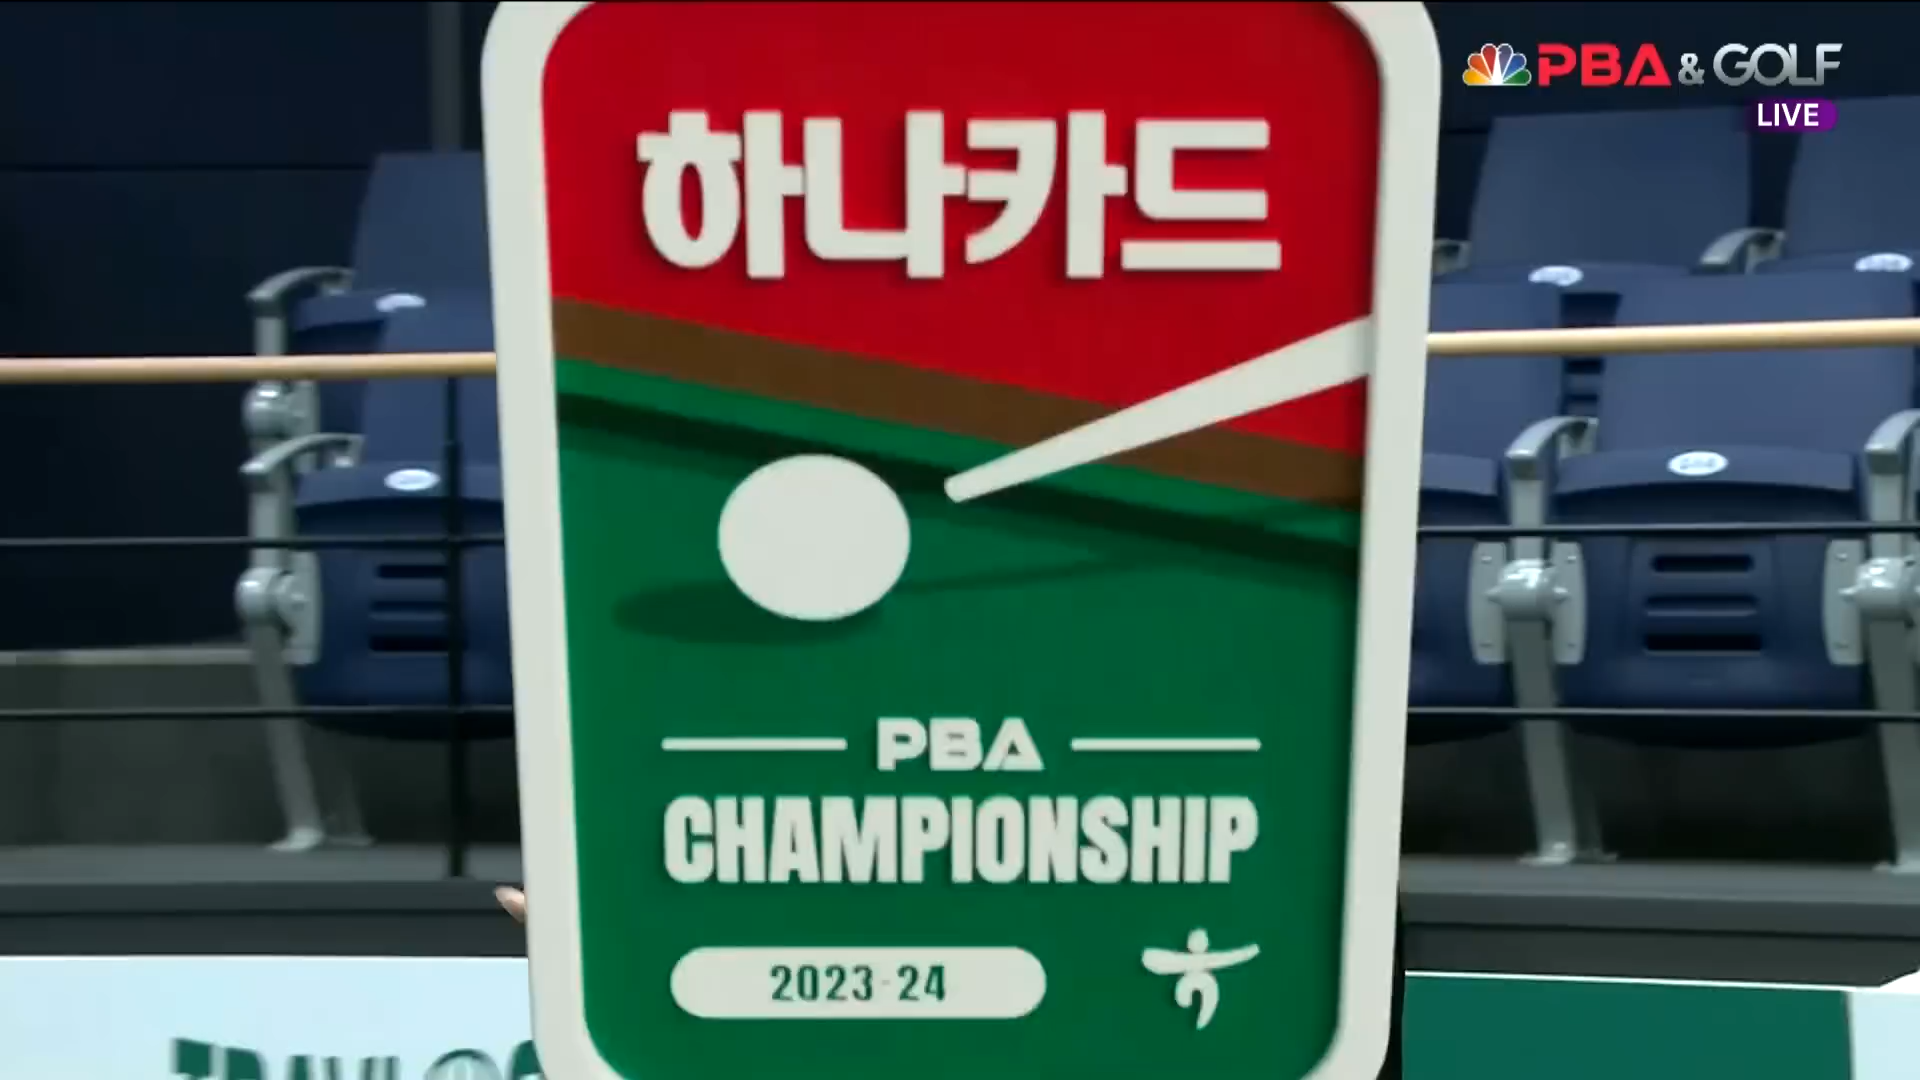 PBA & GOLF
LIVE
하나카드
PBA
CHAMPIONSHIP
2023-24